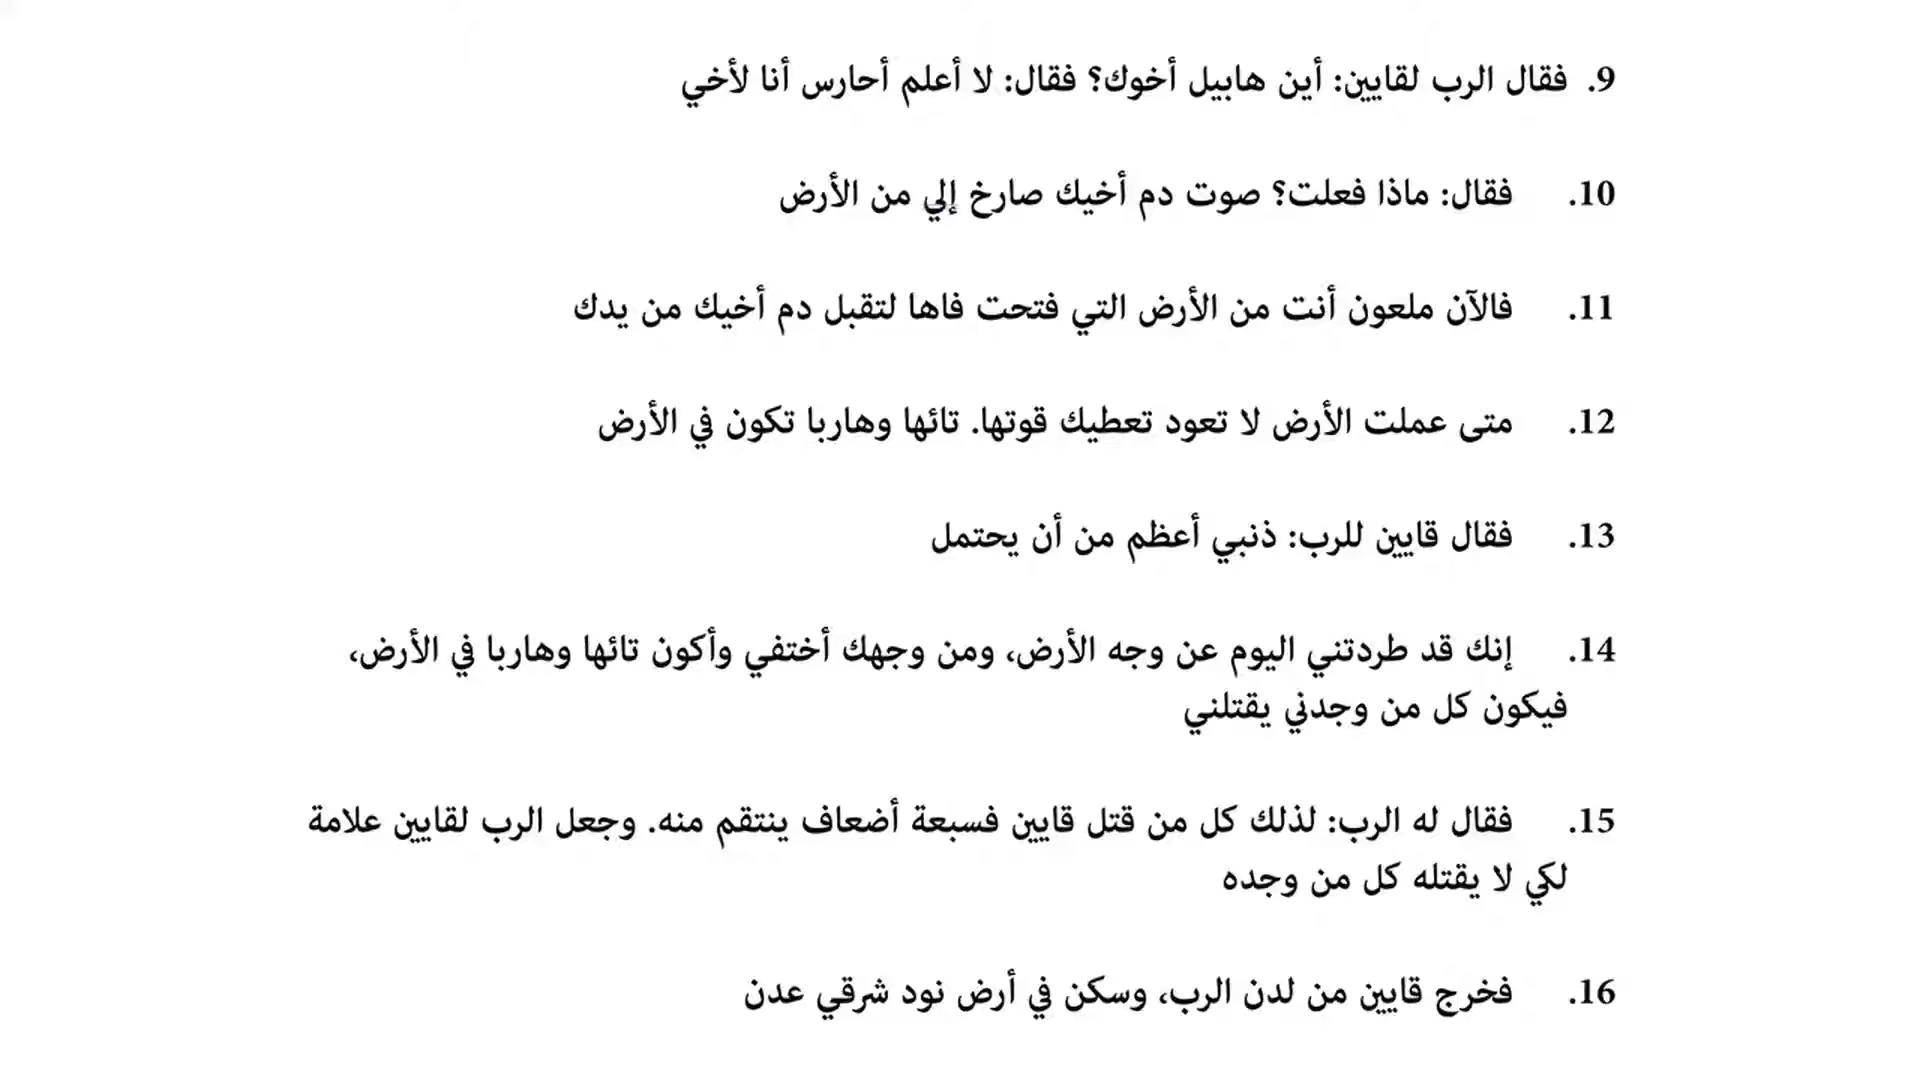 9. فقال الرب لقايين: أين هابيل أخوك؟ فقال: لا أعلم أحارس أنا لأخي
10. فقال: ماذا فعلت؟ صوت دم أخيك صارخ إلي من الأرض
11. فالآن ملعون أنت من الأرض التي فتحت فاها لتقبل دم أخيك من يدك
12. متى عملت الأرض لا تعود تعطيك قوتها. تائها وهاربا تكون في الأرض
13. فقال قايين للرب: ذنبي أعظم من أن يحتمل
14. إنك قد طردتني اليوم عن وجه الأرض، ومن وجهك أختفي وأكون تائها وهاربا في الأرض،
فيكون كل من وجدني يقتلني
15. فقال له الرب: لذلك كل من قتل قايين فسبعة أضعاف ينتقم منه. وجعل الرب لقايين علامة
لكي لا يقتله كل من وجده
16. فخرج قايين من لدن الرب، وسكن في أرض نود شرقي عدن